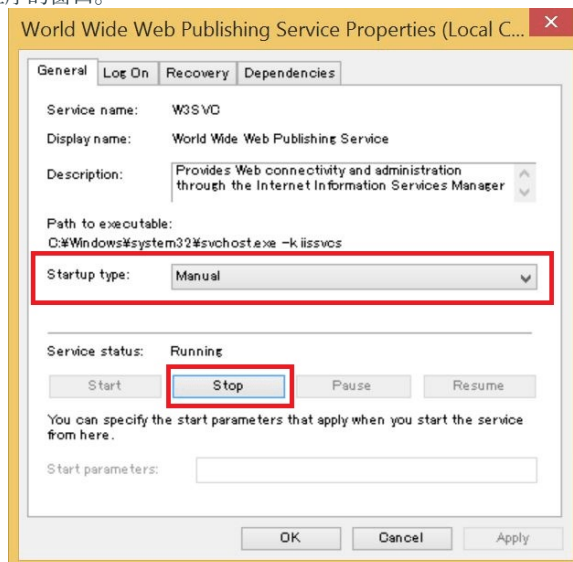 的窗口。
World Wide Web Publishing Service Properties (Local C...
General Log On Recovery Dependencies
Service name: W3SVC
Display name: World Wide Web Publishing Service
Description: Provides Web connectivity and administration
through the Internet Information Services Manager
Path to executable:
C:¥Windows¥system32¥svchost.exe -k iissvcs
Startup type: Manual
Service status: Running
Start Stop Pause Resume
You can specify the start parameters that apply when you start the service
from here.
Start parameters:
OK Cancel Apply